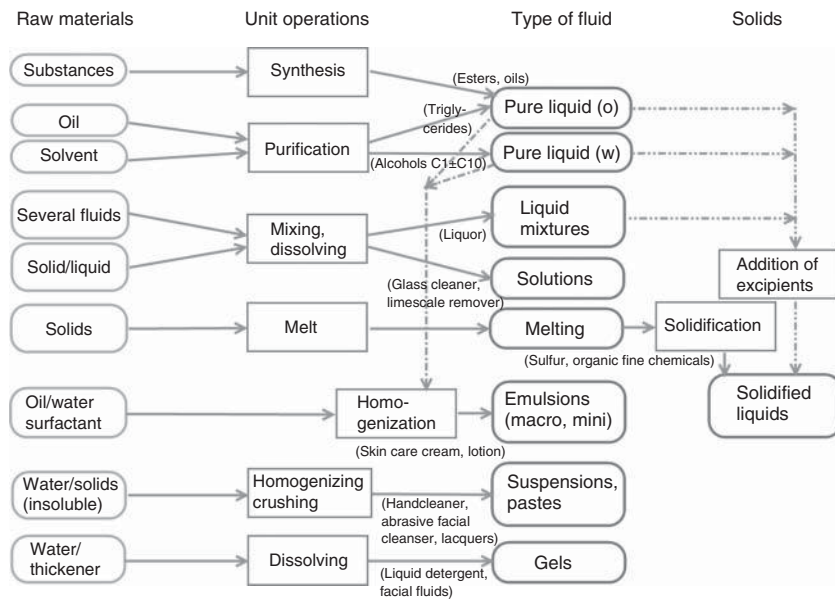 Raw materials
Unit operations
Type of fluid
Solids
Substances
Synthesis
(Esters, oils)
Pure liquid (o)
Oil
Solvent
Purification
(Trigly-
cerides)
(Alcohols C1±C10)
Pure liquid (w)
Several fluids
Solid/liquid
Mixing,
dissolving
(Liquor)
Liquid
mixtures
(Glass cleaner,
limescale remover)
Solutions
Addition of
excipients
Solids
Melt
Melting
Solidification
(Sulfur, organic fine chemicals)
Solidified
liquids
Oil/water
surfactant
Homo-
genization
(Skin care cream, lotion)
Emulsions
(macro, mini)
Water/solids
(insoluble)
Homogenizing
crushing
(Handcleaner,
abrasive facial
cleanser, lacquers)
Suspensions,
pastes
Water/
thickener
Dissolving
(Liquid detergent,
facial fluids)
Gels